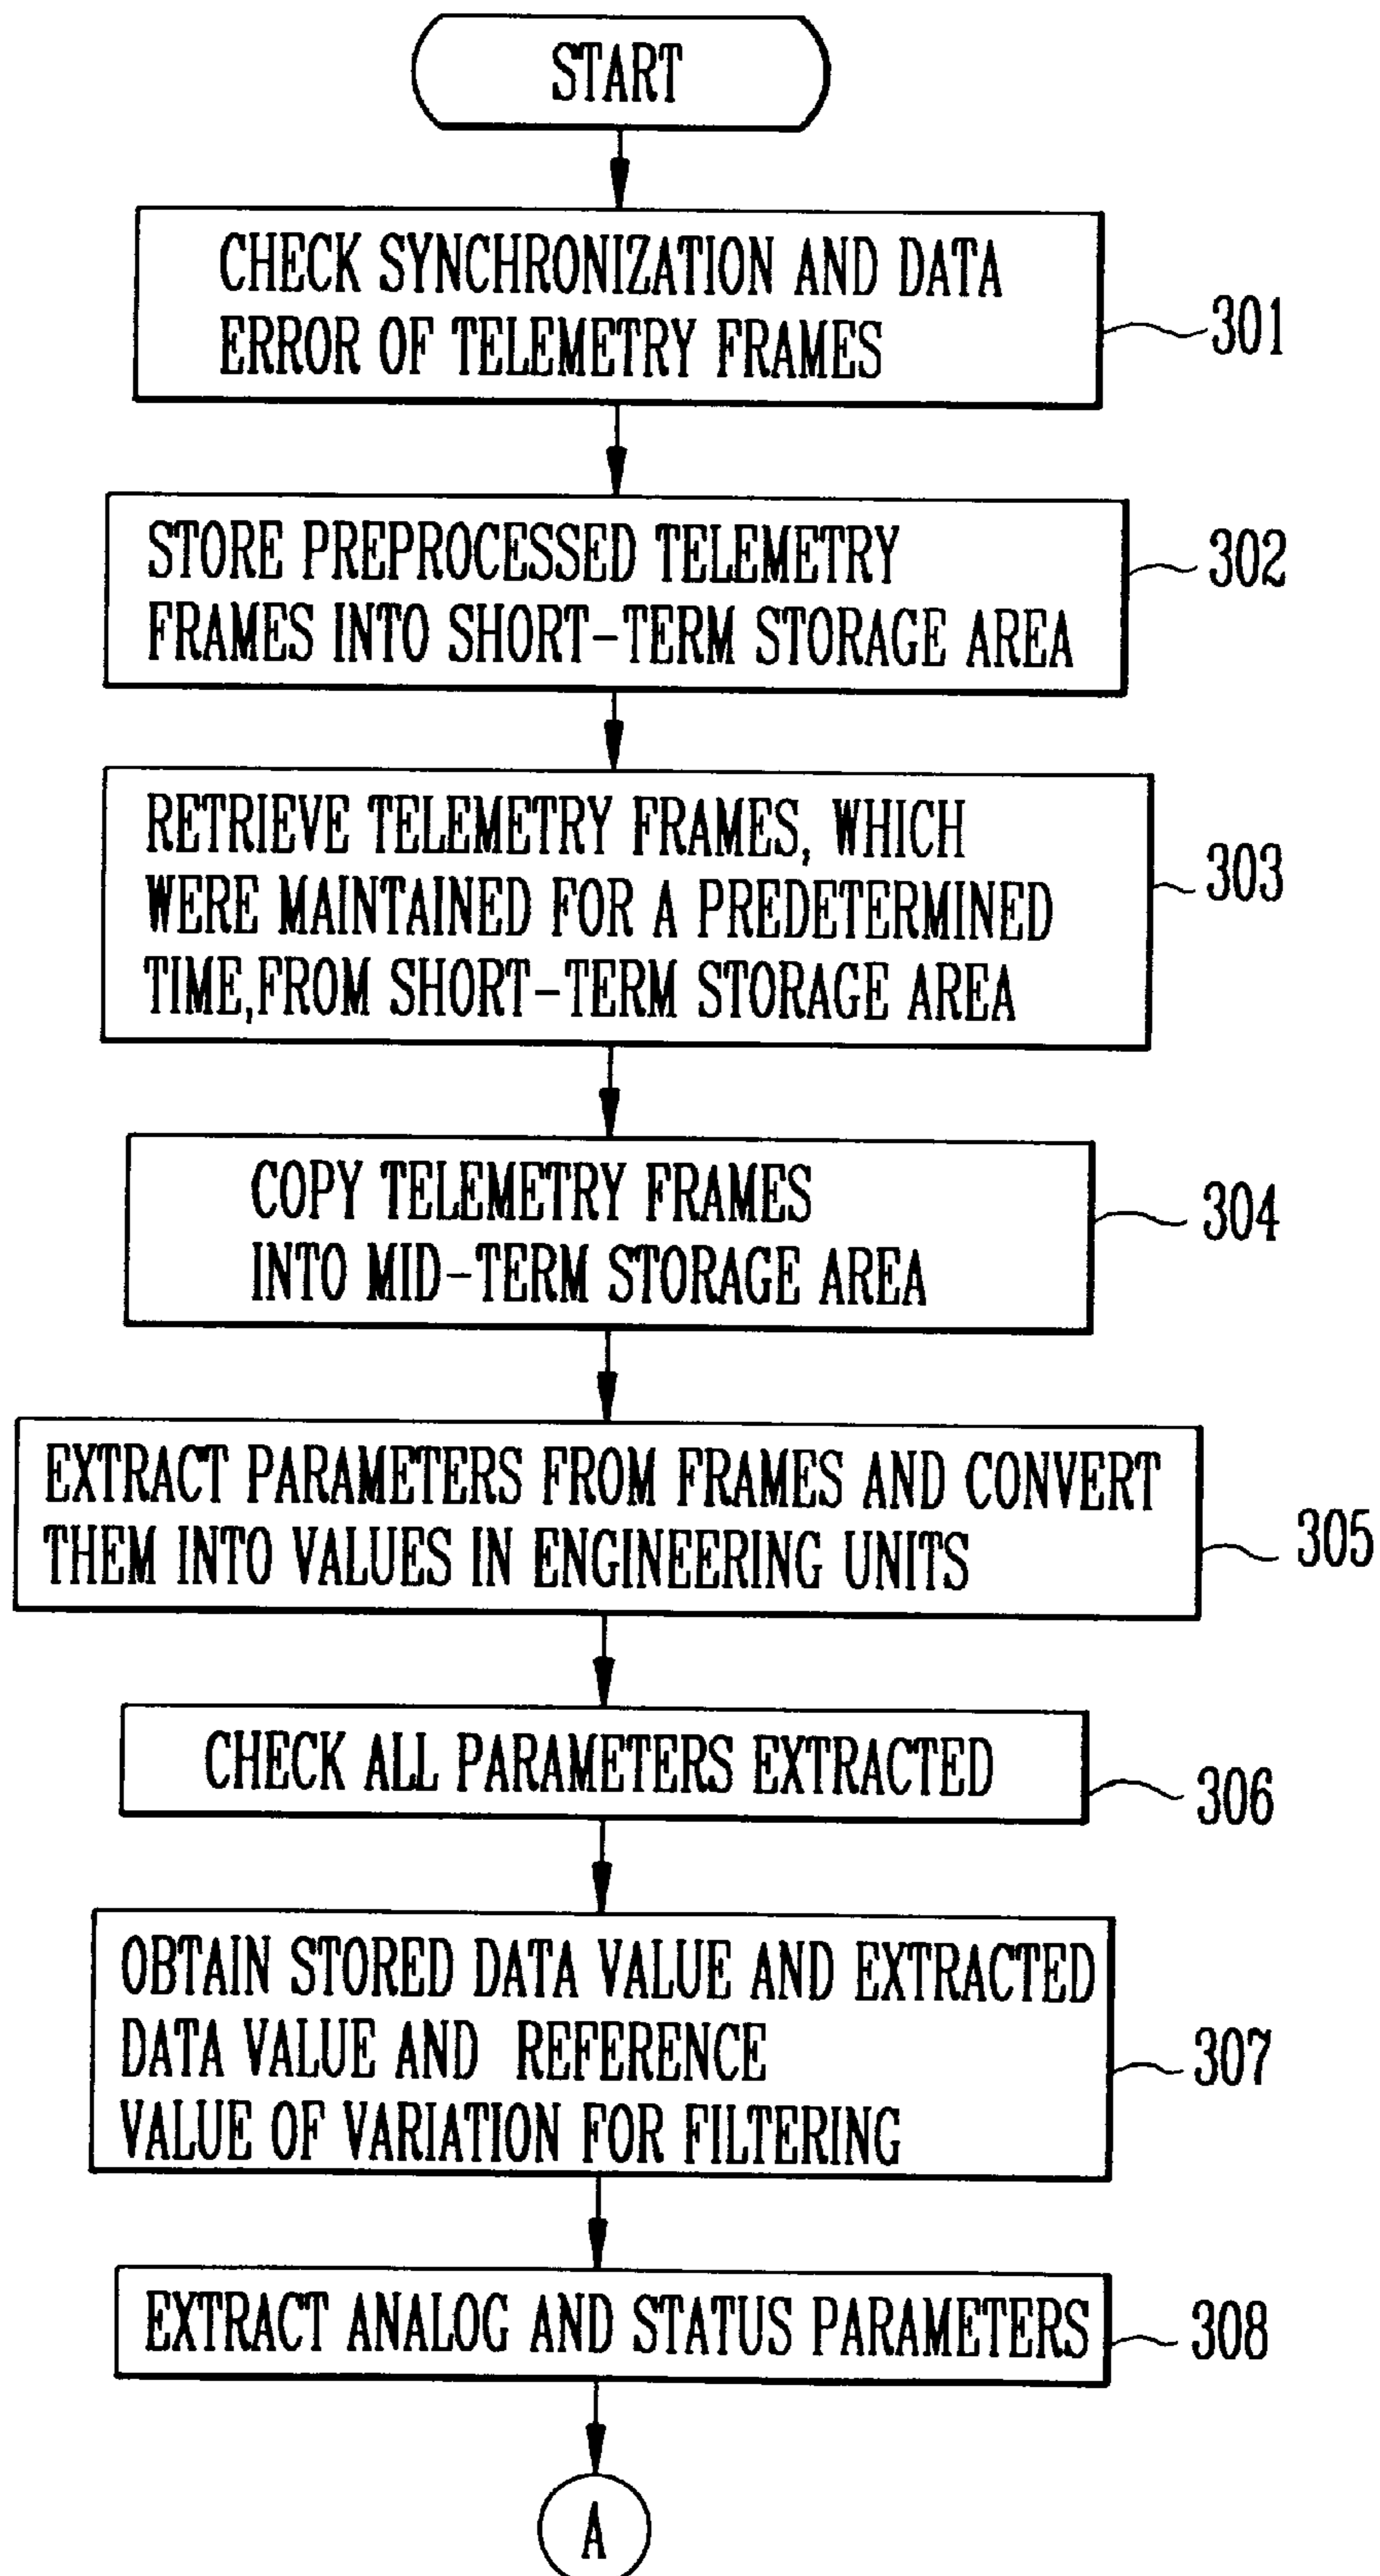 START
CHECK SYNCHRONIZATION AND DATA
ERROR OF TELEMETRY FRAMES
301
STORE PREPROCESSED TELEMETRY
FRAMES INTO SHORT-TERM STORAGE AREA
302
RETRIEVE TELEMETRY FRAMES, WHICH
WERE MAINTAINED FOR A PREDETERMINED
TIME,FROM SHORT-TERM STORAGE AREA
303
COPY TELEMETRY FRAMES
INTO MID-TERM STORAGE AREA
304
EXTRACT PARAMETERS FROM FRAMES AND CONVERT
THEM INTO VALUES IN ENGINEERING UNITS
305
CHECK ALL PARAMETERS EXTRACTED
306
OBTAIN STORED DATA VALUE AND EXTRACTED
DATA VALUE AND REFERENCE
VALUE OF VARIATION FOR FILTERING
307
EXTRACT ANALOG AND STATUS PARAMETERS
308
A